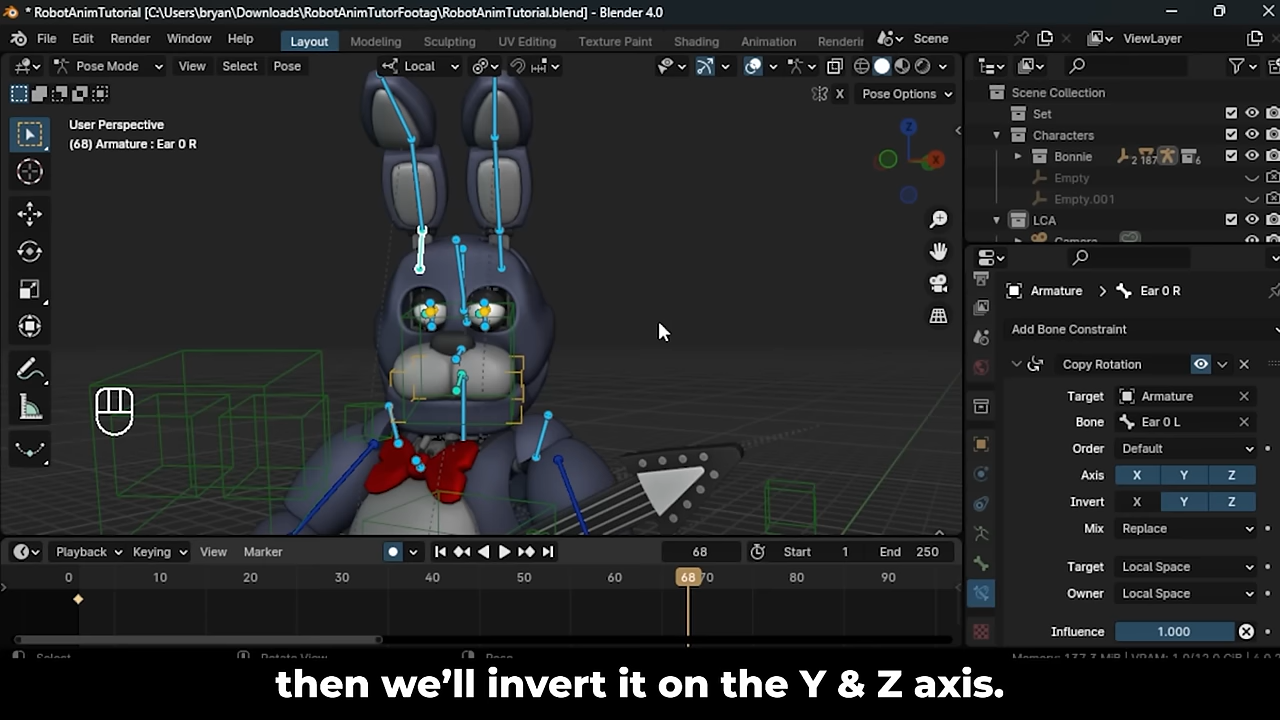 * RobotAnimTutorial [C:\Users\bryan\Downloads\RobotAnimTutorFootag\RobotAnimTutorial.blend] - Blender 4.0
File Edit Render Window Help Layout Modeling Sculpting UV Editing Texture Paint Shading Animation Renderin Scene ViewLayer
Pose Mode View Select Pose Local
X Pose Options
User Perspective
(68) Armature : Ear 0 R
Z
X
Scene Collection
Set
Characters
Bonnie 2 187 6
Empty
Empty.001
LCA
Camera
Armature > Ear 0 R
Add Bone Constraint
Copy Rotation
Target Armature
Bone Ear 0 L
Order Default
Axis X Y Z
Invert X Y Z
Mix Replace
Target Local Space
Owner Local Space
Influence 1.000
Playback Keying View Marker 68 Start 1 End 250
0 10 20 30 40 50 60 68 70 80 90
then we’ll invert it on the Y & Z axis.